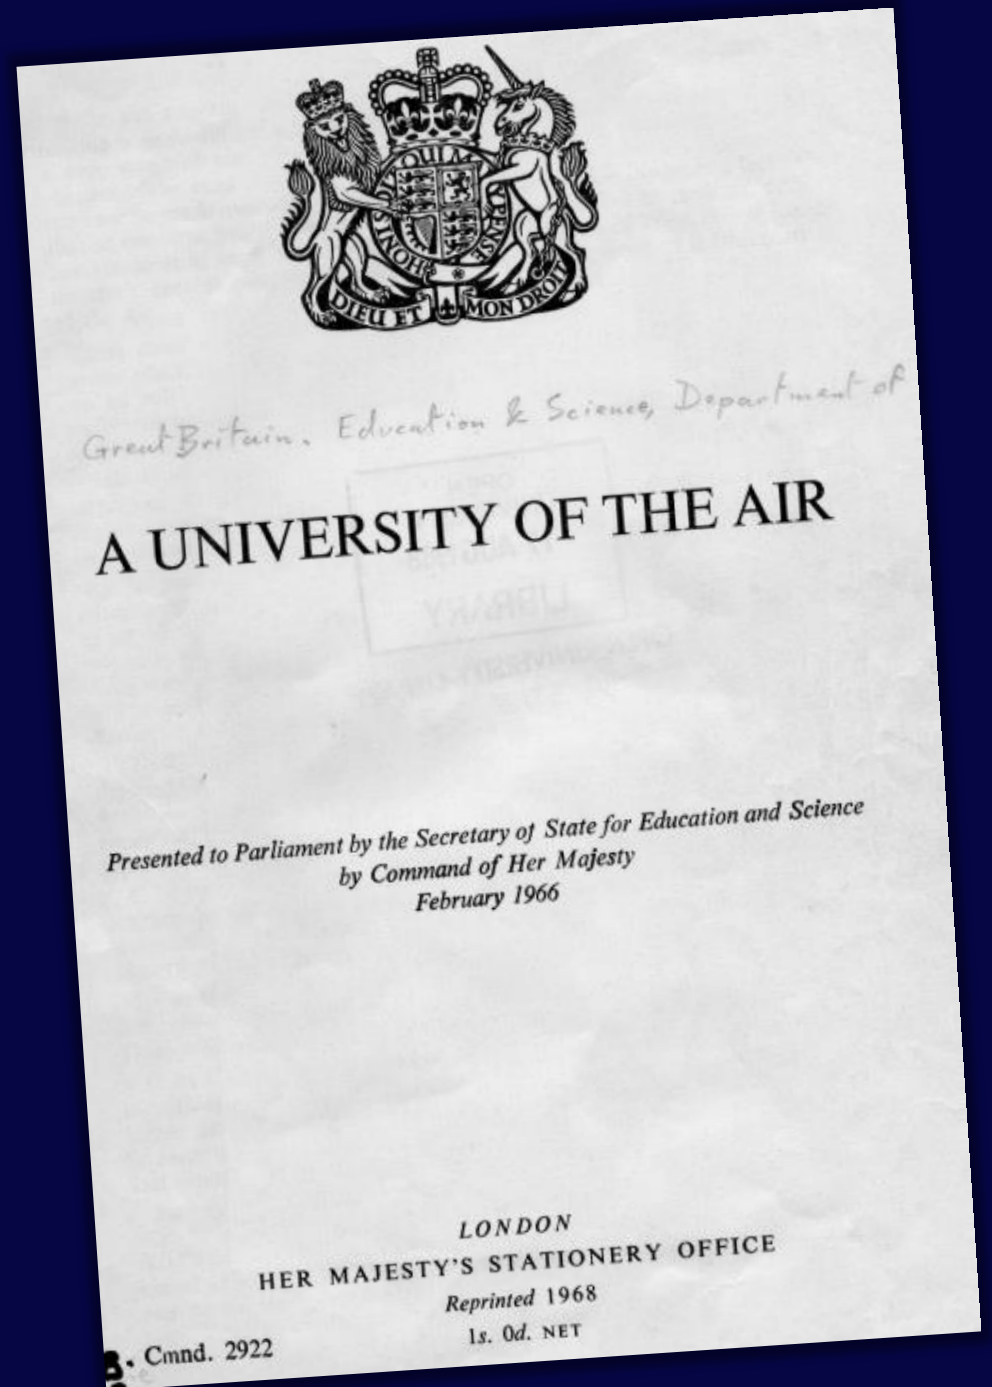 DIEU ET MON DROIT
Great Britain. Education & Science, Department of
A UNIVERSITY OF THE AIR
LIBRARY
Presented to Parliament by the Secretary of State for Education and Science
by Command of Her Majesty
February 1966
LONDON
HER MAJESTY'S STATIONERY OFFICE
Reprinted 1968
1s. 0d. NET
Cmnd. 2922